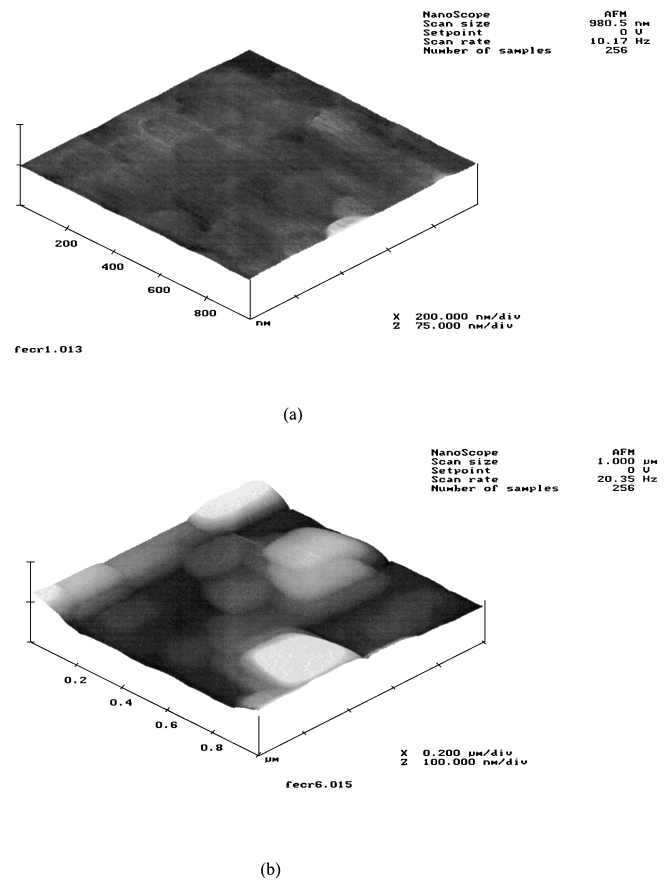 NanoScope AFM
Scan size 980.5 nm
Setpoint 0 V
Scan rate 10.17 Hz
Number of samples 256
200
400
600
800
nm
X 200.000 nm/div
Z 75.000 nm/div
fecr1.013
(a)
NanoScope AFM
Scan size 1.000 µm
Setpoint 0 V
Scan rate 20.35 Hz
Number of samples 256
0.2
0.4
0.6
0.8
µm
X 0.200 µm/div
Z 100.000 nm/div
fecr6.015
(b)